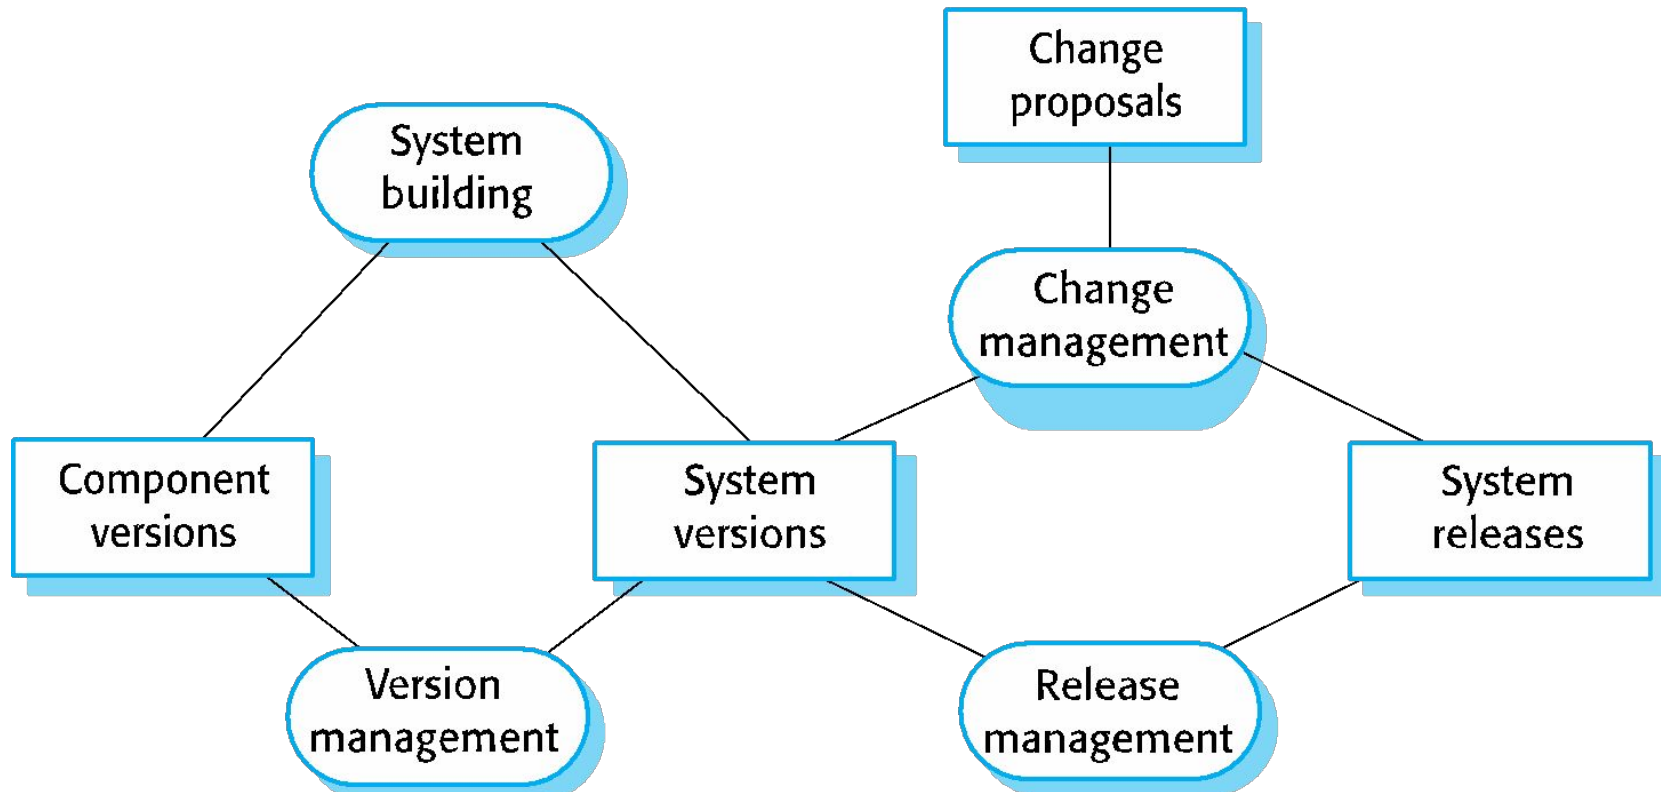 Change
proposals
System
building
Change
management
Component
versions
System
versions
System
releases
Version
management
Release
management